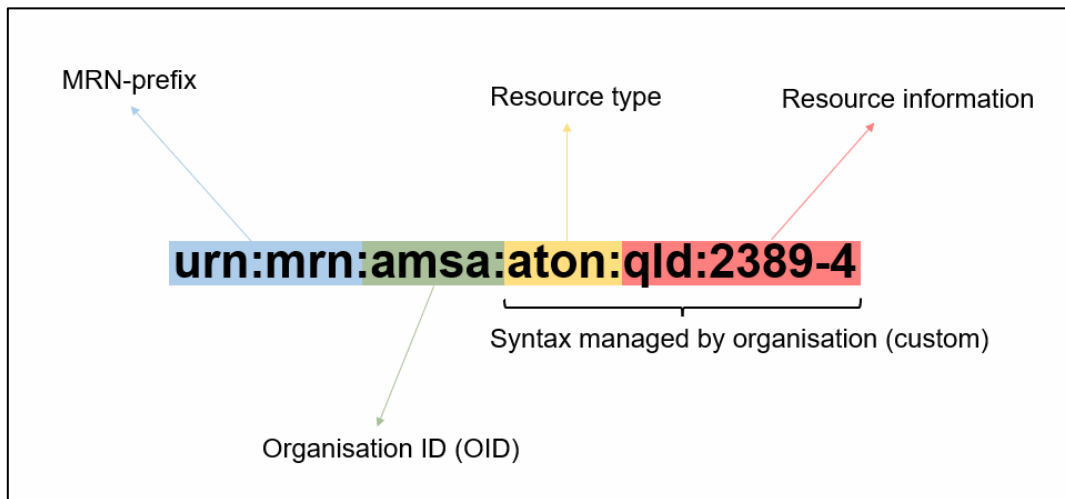 MRN-prefix
Resource type
Resource information
urn:mrn:amsa:aton:qld:2389-4
Syntax managed by organisation (custom)
Organisation ID (OID)